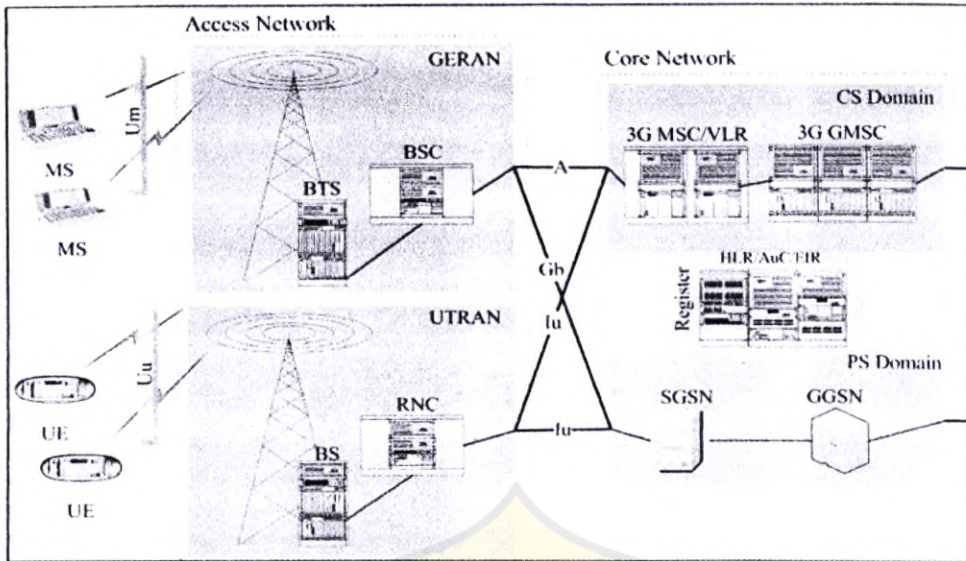 Access Network
GERAN
Um
MS
MS
BTS
BSC
UTRAN
Uu
UE
UE
BS
RNC
A
Gb
Iu
Iu
Core Network
CS Domain
3G MSC/VLR
3G GMSC
HLR/AuC/EIR
Register
PS Domain
SGSN
GGSN